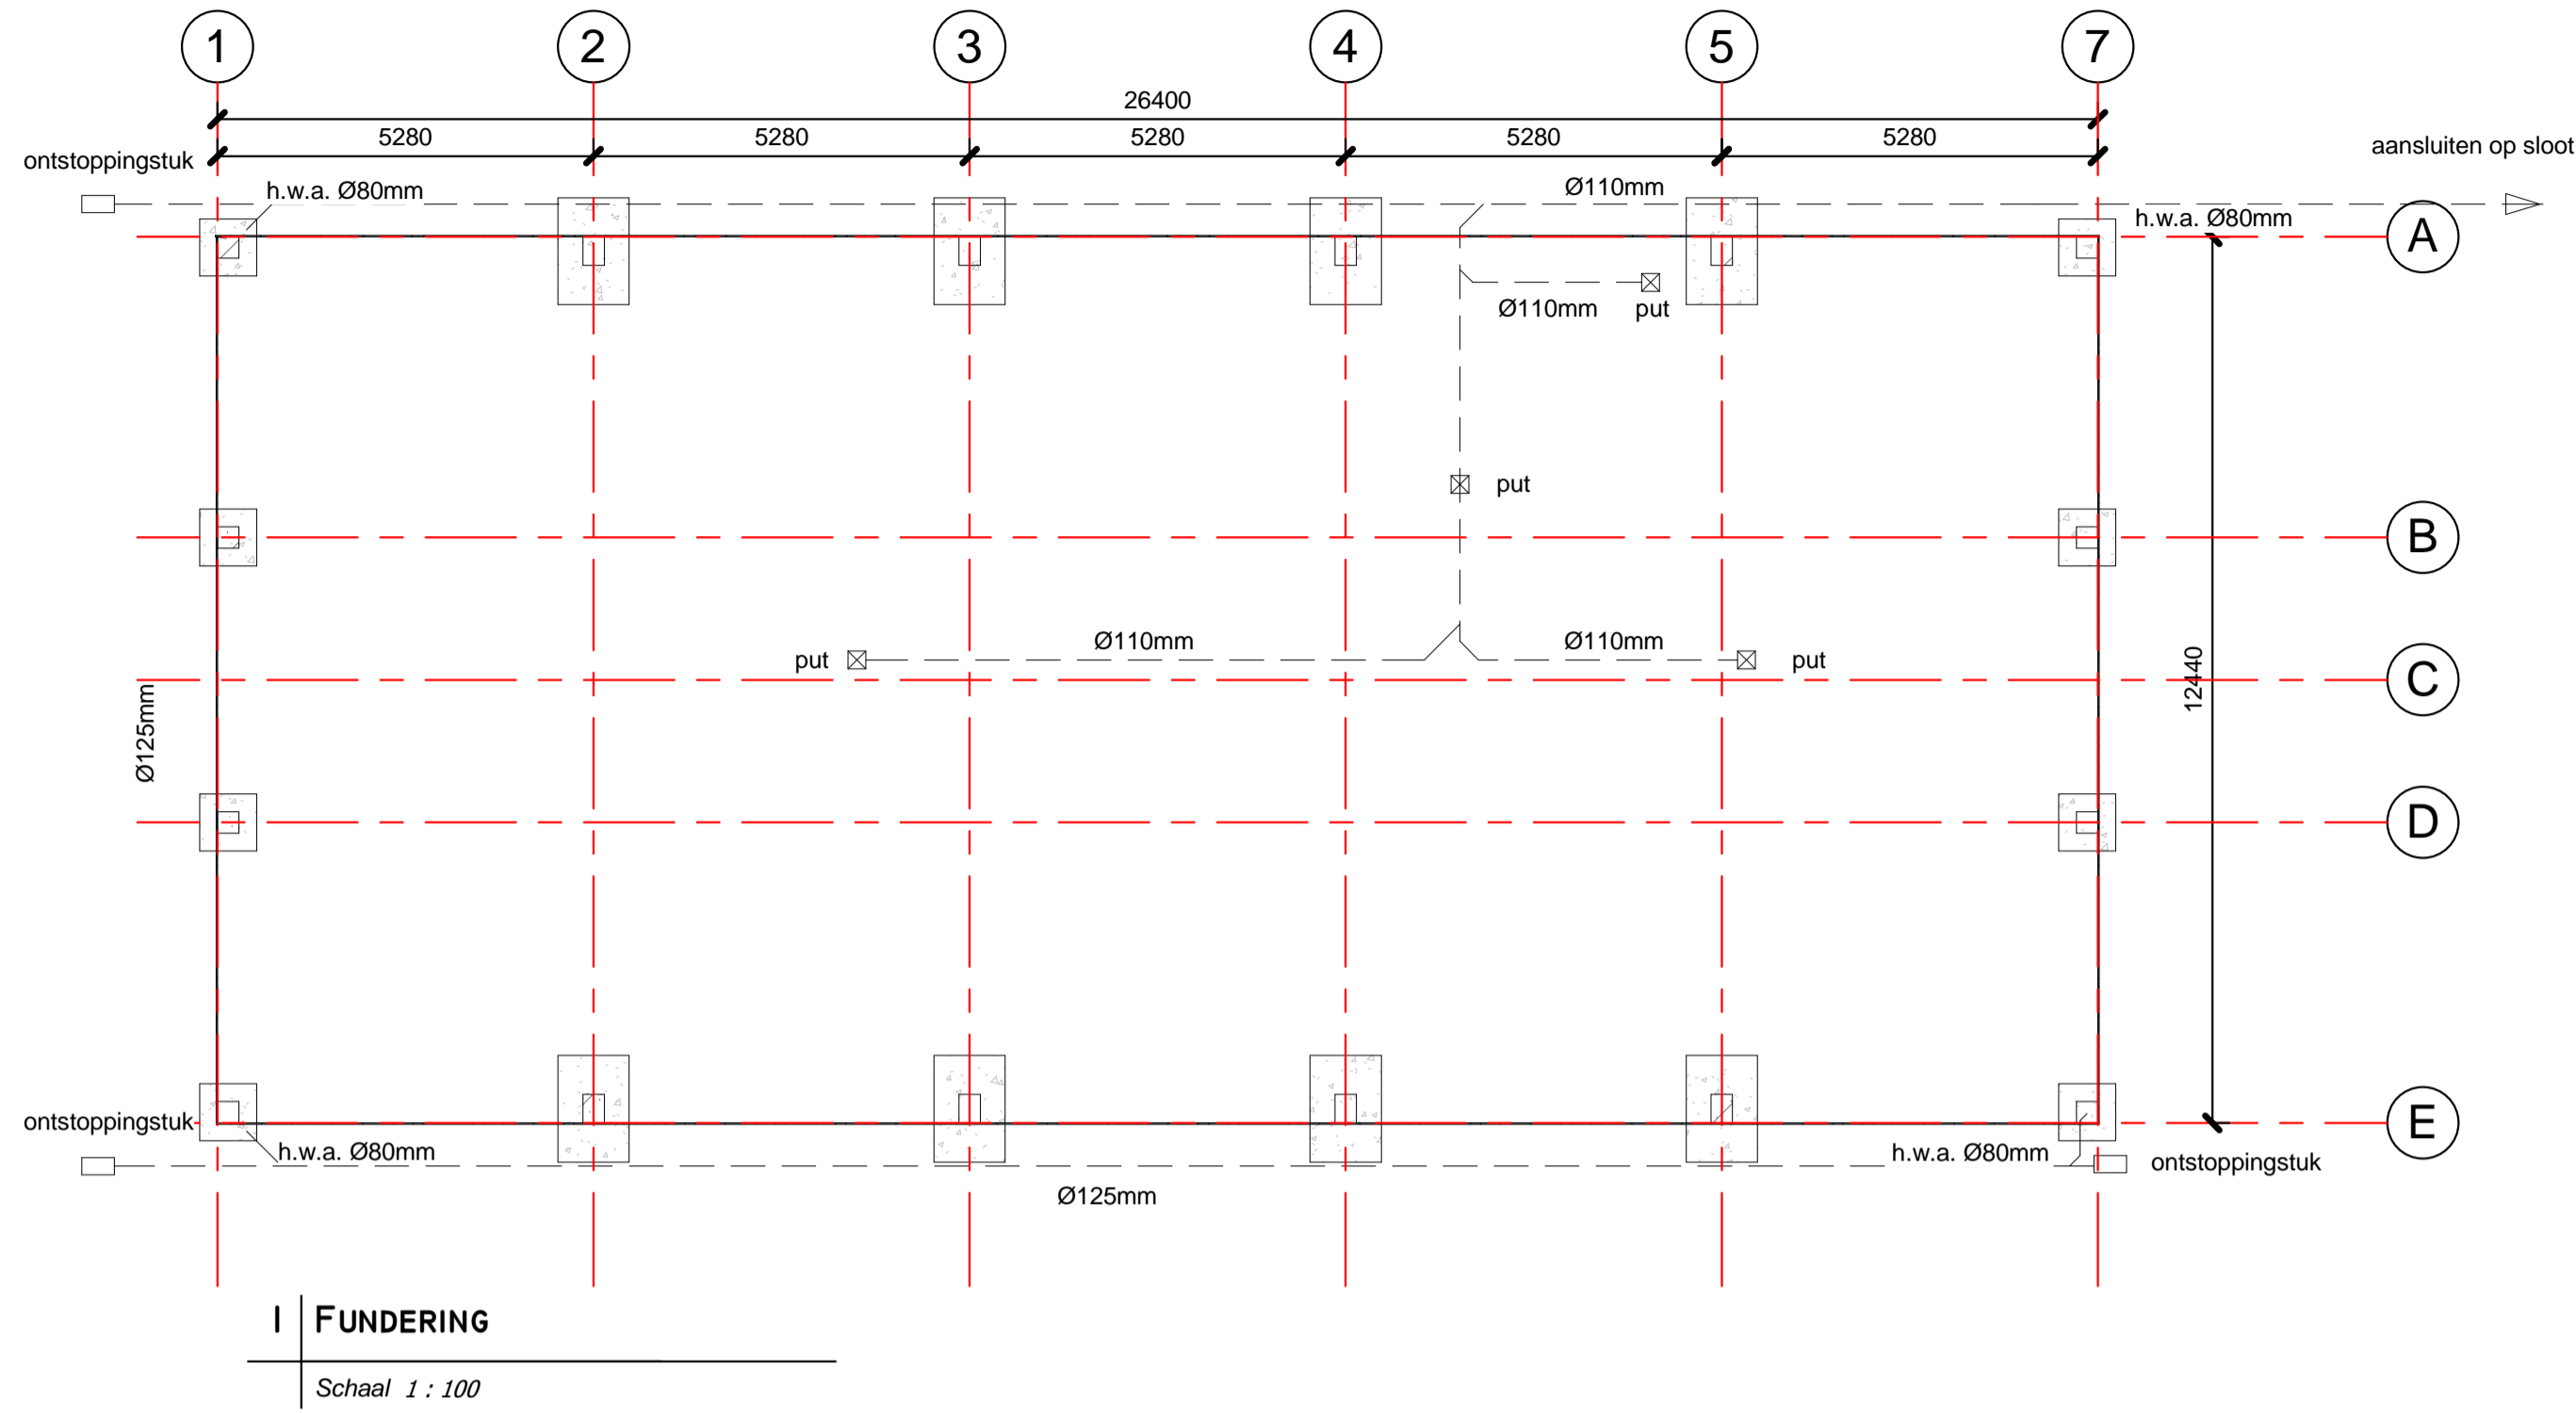 1 2 3 4 5 7
26400
5280 5280 5280 5280 5280
aansluiten op sloot
ontstoppingstuk
h.w.a. Ø80mm
Ø110mm
h.w.a. Ø80mm
A
Ø110mm put
put
B
Ø110mm Ø110mm
put put
C
12440
Ø125mm
D
ontstoppingstuk
E
h.w.a. Ø80mm
h.w.a. Ø80mm
ontstoppingstuk
Ø125mm
I FUNDERING
Schaal 1 : 100